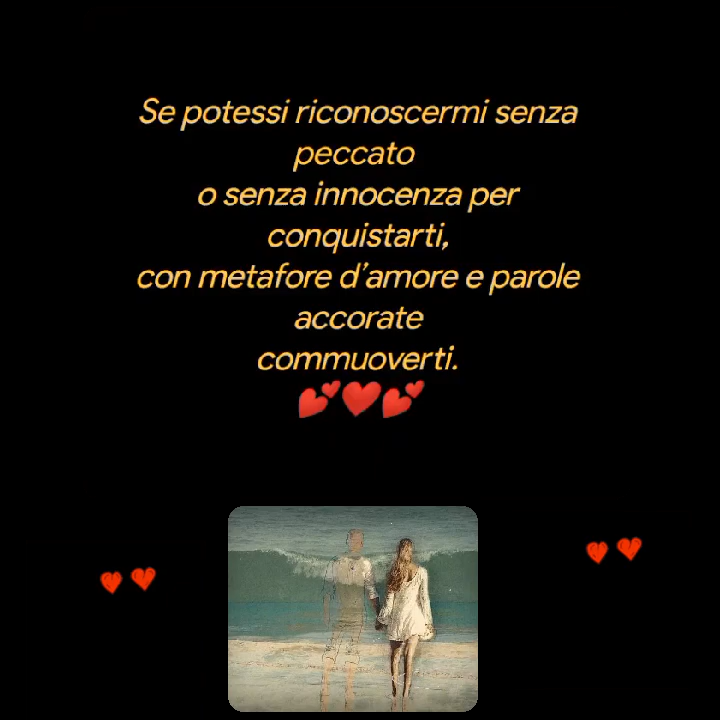 Se potessi riconoscermi senza
peccato
o senza innocenza per
conquistarti,
con metafore d'amore e parole
accorate
commuoverti.
💕❤️💕